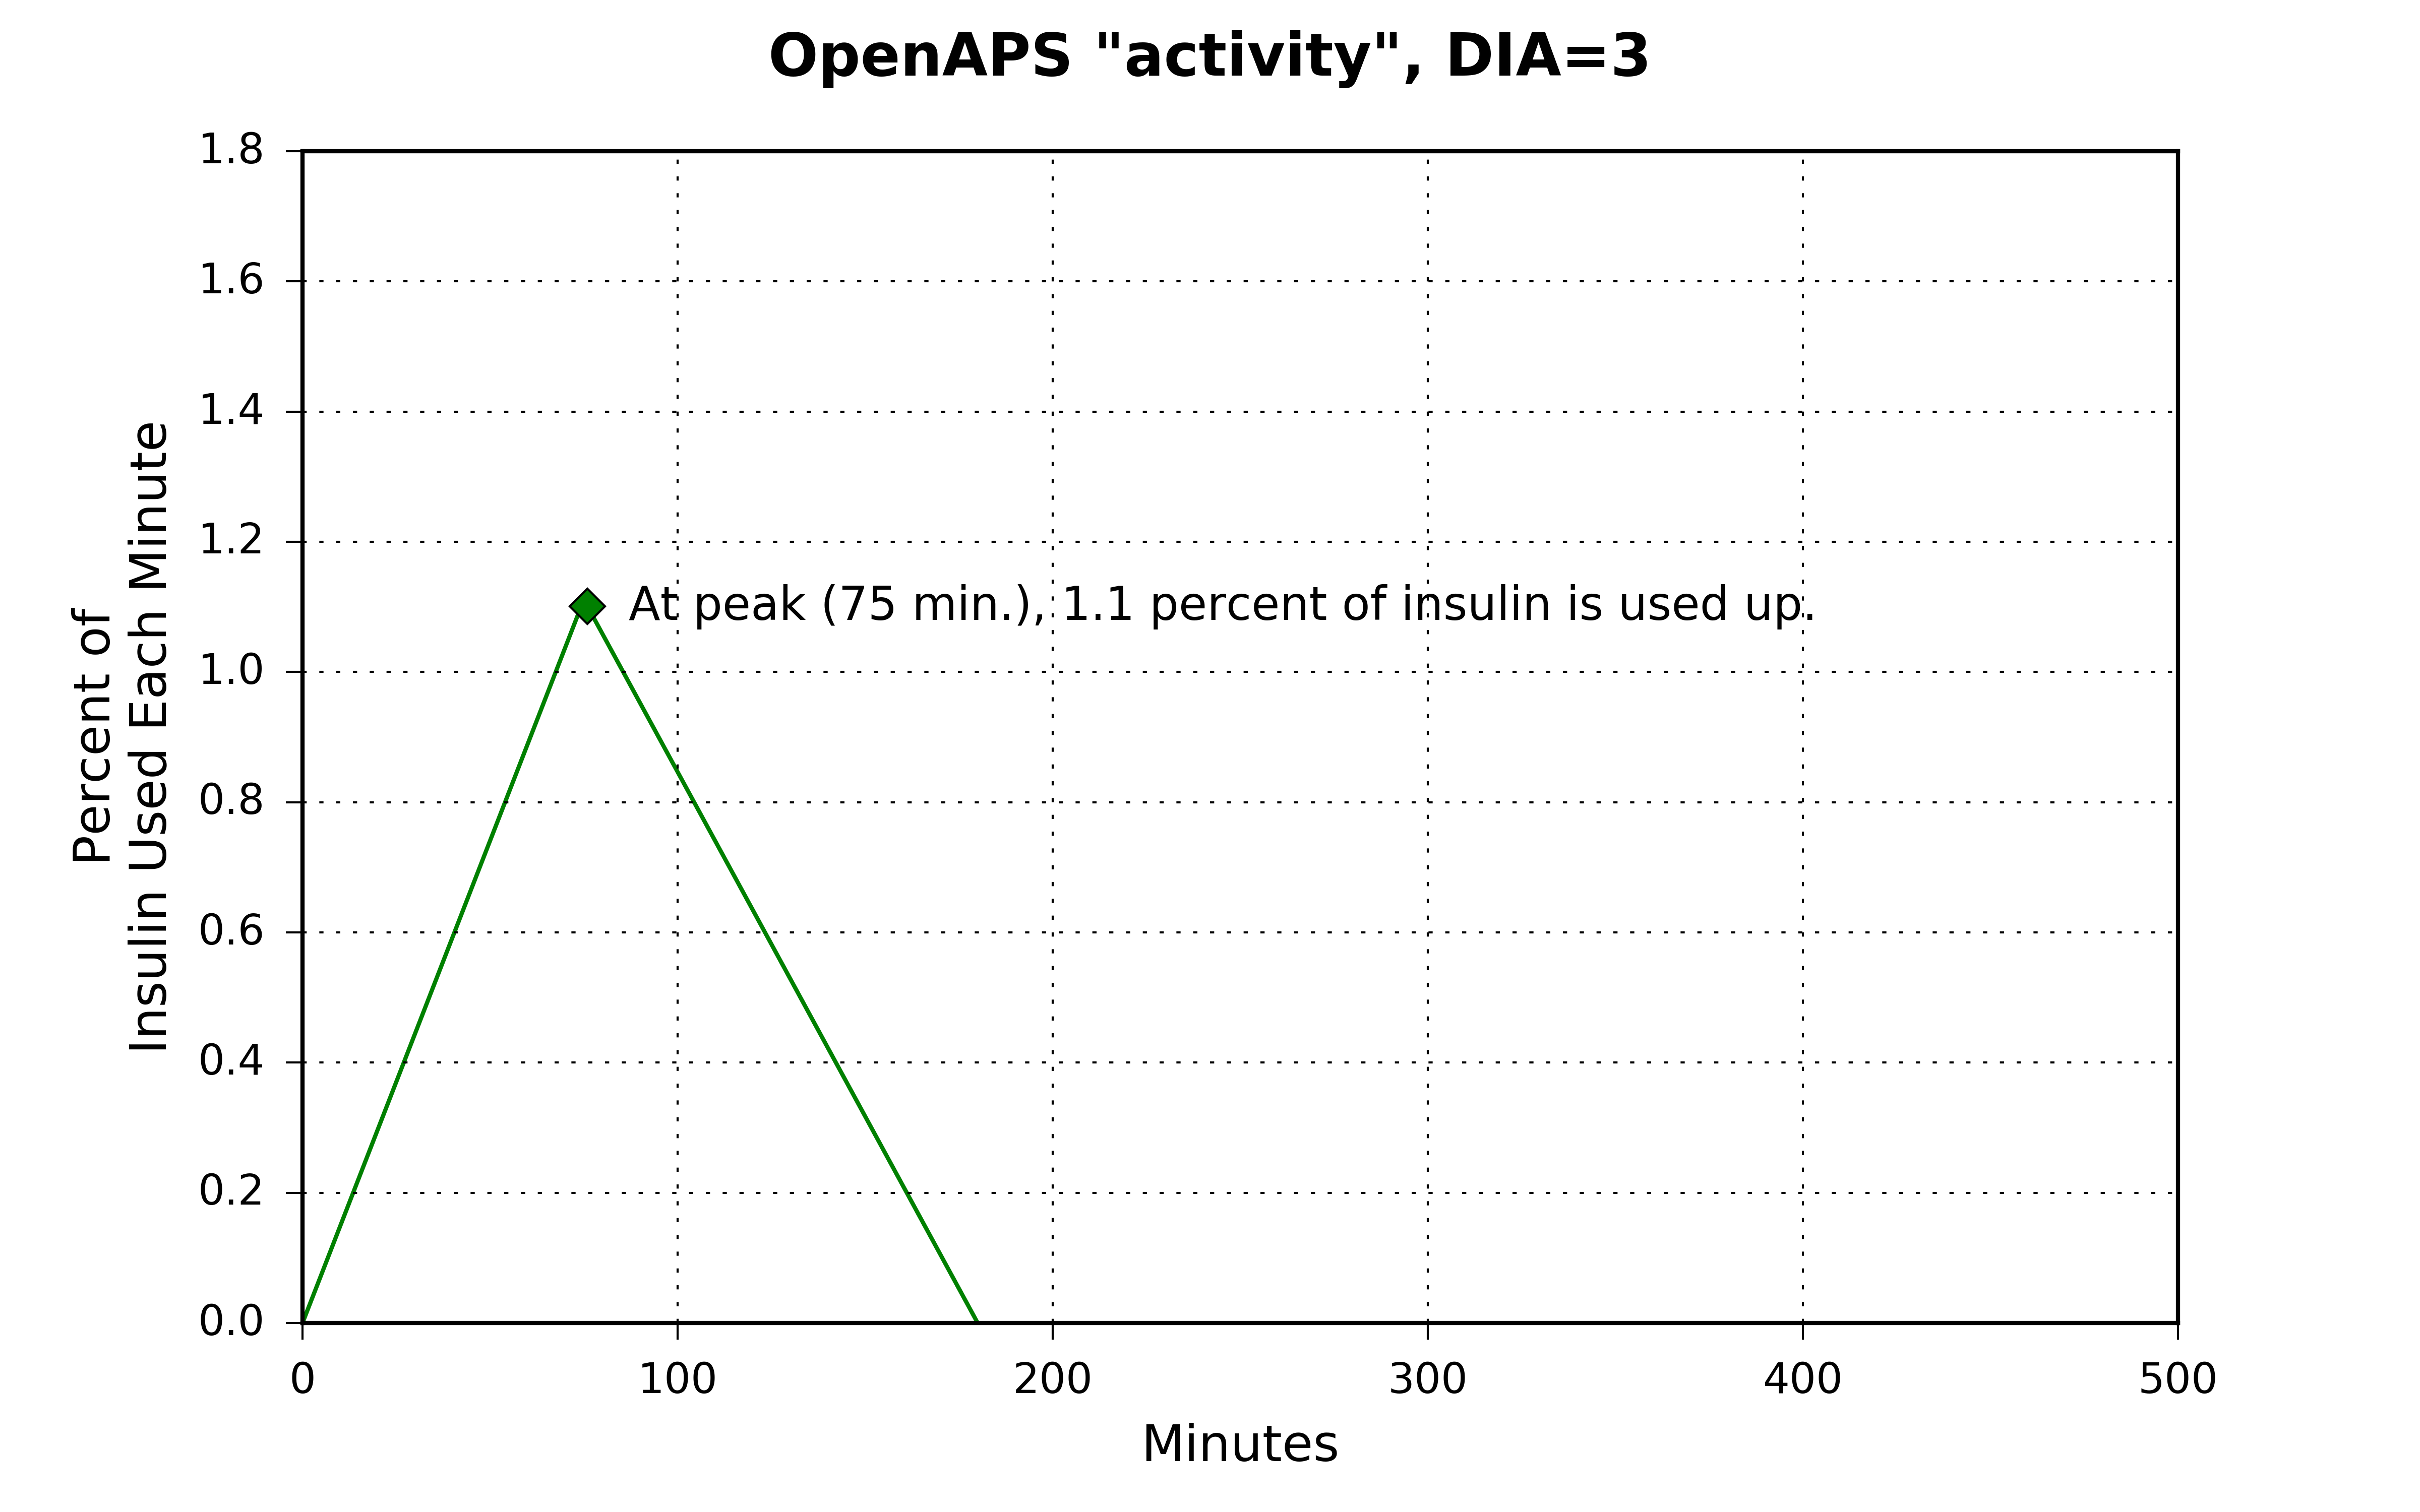 OpenAPS "activity", DIA=3
1.8
1.6
1.4
1.2
1.0
0.8
0.6
0.4
0.2
0.0
Percent of
Insulin Used Each Minute
At peak (75 min.), 1.1 percent of insulin is used up.
0 100 200 300 400 500
Minutes